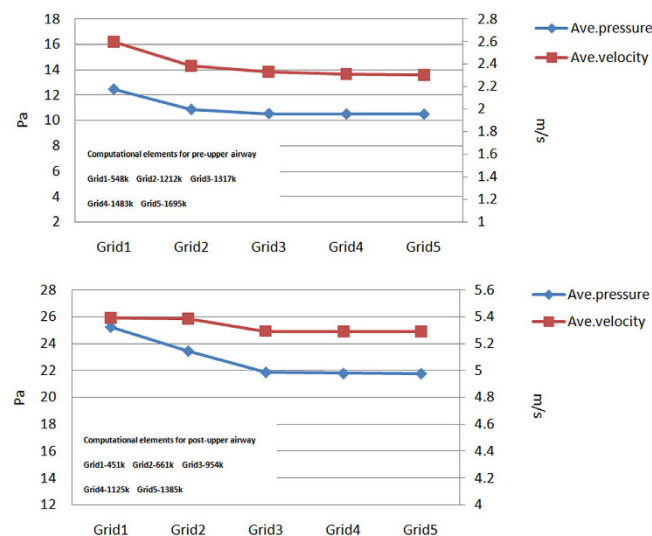 18
16
14
12
10
8
6
4
2
Pa
2.8
2.6
2.4
2.2
2
1.8
1.6
1.4
1.2
1
m/s
Ave.pressure
Ave.velocity
Computational elements for pre-upper airway
Grid1-548k Grid2-1212k Grid3-1317k
Grid4-1483k Grid5-1695k
Grid1 Grid2 Grid3 Grid4 Grid5
28
26
24
22
20
18
16
14
12
Pa
5.6
5.4
5.2
5
4.8
4.6
4.4
4.2
4
m/s
Ave.pressure
Ave.velocity
Computational elements for post-upper airway
Grid1-451k Grid2-661k Grid3-954k
Grid4-1125k Grid5-1385k
Grid1 Grid2 Grid3 Grid4 Grid5